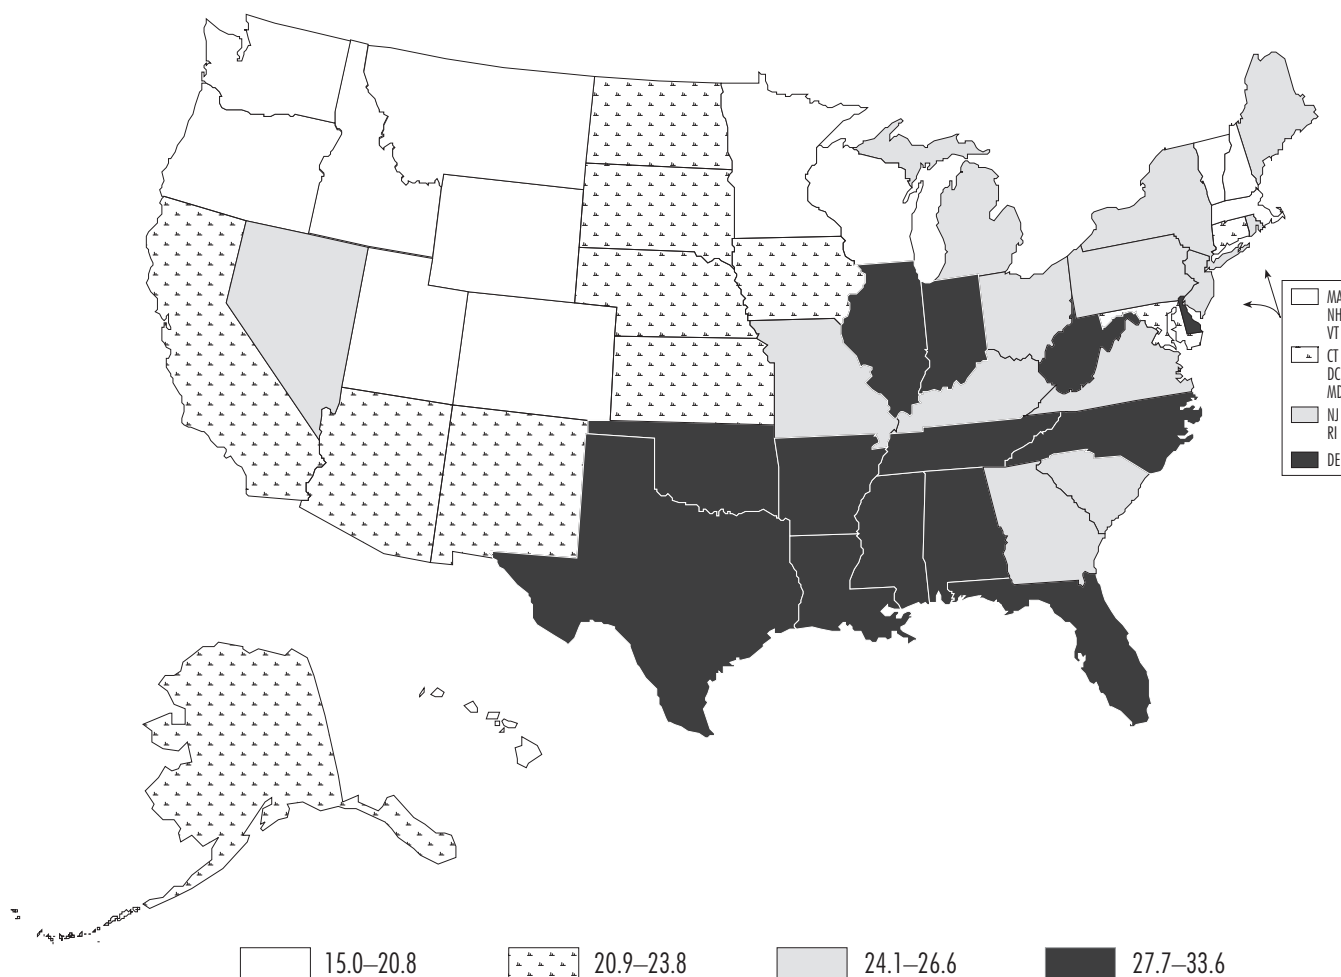 MA
NH
VT
CT
DC
MD
NJ
RI
DE
15.0–20.8
20.9–23.8
24.1–26.6
27.7–33.6